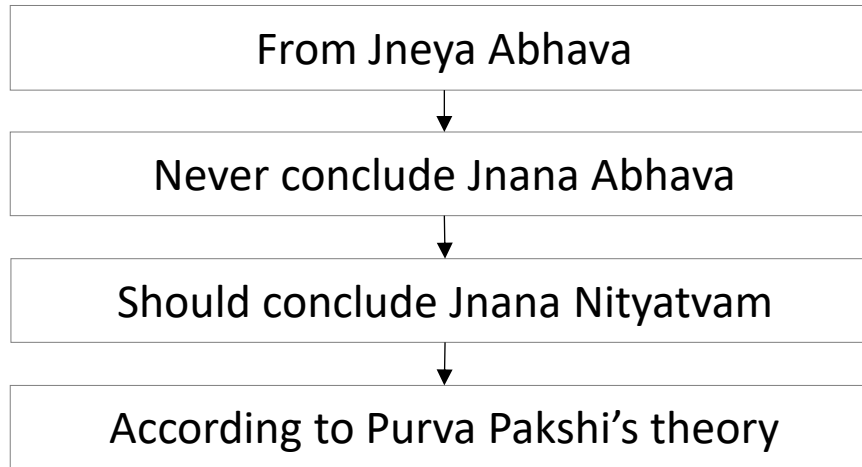 From Jneya Abhava
Never conclude Jnana Abhava
Should conclude Jnana Nityatvam
According to Purva Pakshi’s theory